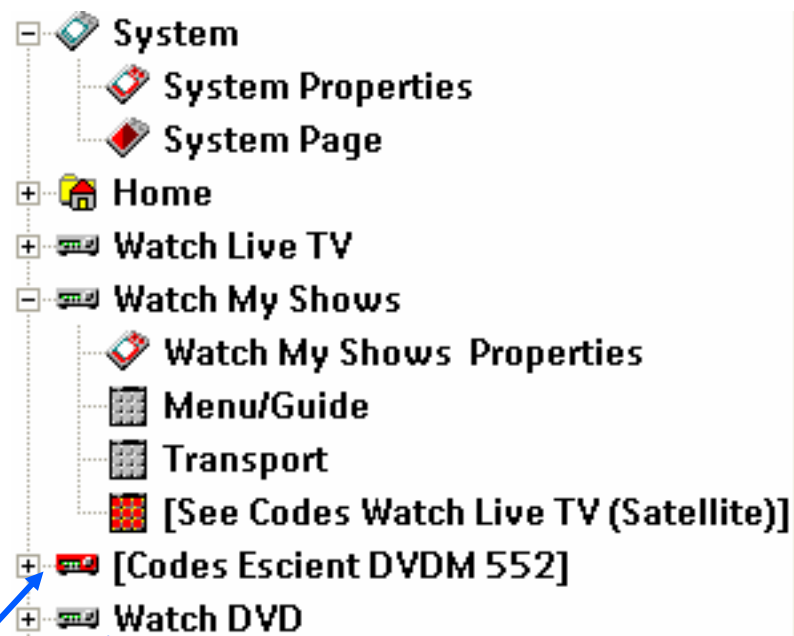 System
System Properties
System Page
Home
Watch Live TV
Watch My Shows
Watch My Shows  Properties
Menu/Guide
Transport
[See Codes Watch Live TV (Satellite)]
[Codes Escient DVDM 552]
Watch DVD